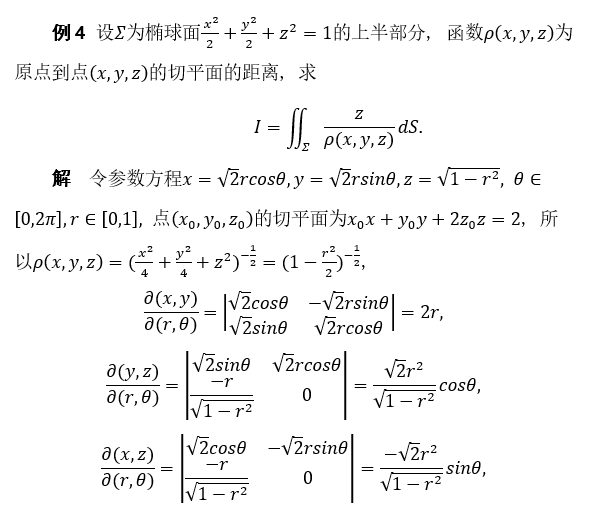 例 4 设Σ为椭球面x²/2 + y²/2 + z² = 1的上半部分，函数ρ(x, y, z)为
原点到点(x, y, z)的切平面的距离，求
I = ∬_Σ z/ρ(x, y, z) dS.
解 令参数方程x = √2rcosθ, y = √2rsinθ, z = √(1 − r²), θ ∈
[0,2π], r ∈ [0,1], 点(x₀, y₀, z₀)的切平面为x₀x + y₀y + 2z₀z = 2，所
以ρ(x, y, z) = (x²/4 + y²/4 + z²)^(−1/2) = (1 − r²/2)^(−1/2),
∂(x, y)/∂(r, θ) = |√2cosθ −√2rsinθ; √2sinθ √2rcosθ| = 2r,
∂(y, z)/∂(r, θ) = |√2sinθ √2rcosθ; −r/√(1 − r²) 0| = √2r²/√(1 − r²) cosθ,
∂(x, z)/∂(r, θ) = |√2cosθ −√2rsinθ; −r/√(1 − r²) 0| = −√2r²/√(1 − r²) sinθ,